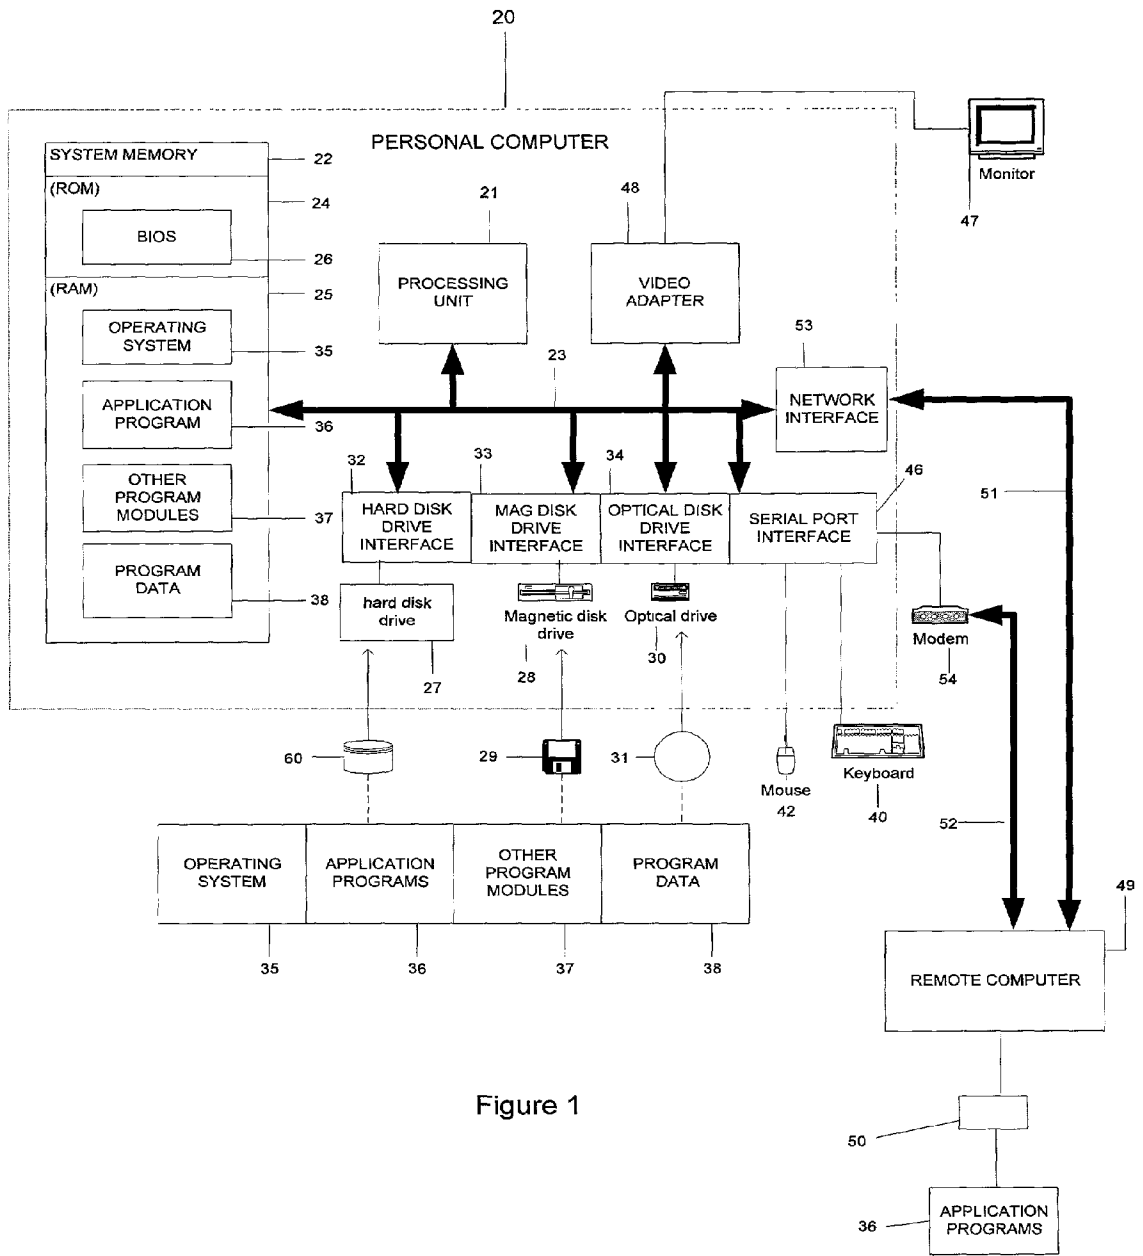 20
PERSONAL COMPUTER
SYSTEM MEMORY
22
(ROM)
24
BIOS
26
(RAM)
25
OPERATING
SYSTEM
35
APPLICATION
PROGRAM
36
OTHER
PROGRAM
MODULES
37
PROGRAM
DATA
38
21
PROCESSING
UNIT
48
VIDEO
ADAPTER
Monitor
47
23
53
NETWORK
INTERFACE
32
HARD DISK
DRIVE
INTERFACE
33
MAG DISK
DRIVE
INTERFACE
34
OPTICAL DISK
DRIVE
INTERFACE
46
SERIAL PORT
INTERFACE
51
hard disk
drive
27
Magnetic disk
drive
28
Optical drive
30
Modem
54
60
29
31
Mouse
42
Keyboard
40
52
OPERATING
SYSTEM
APPLICATION
PROGRAMS
OTHER
PROGRAM
MODULES
PROGRAM
DATA
35
36
37
38
49
REMOTE COMPUTER
Figure 1
50
36
APPLICATION
PROGRAMS